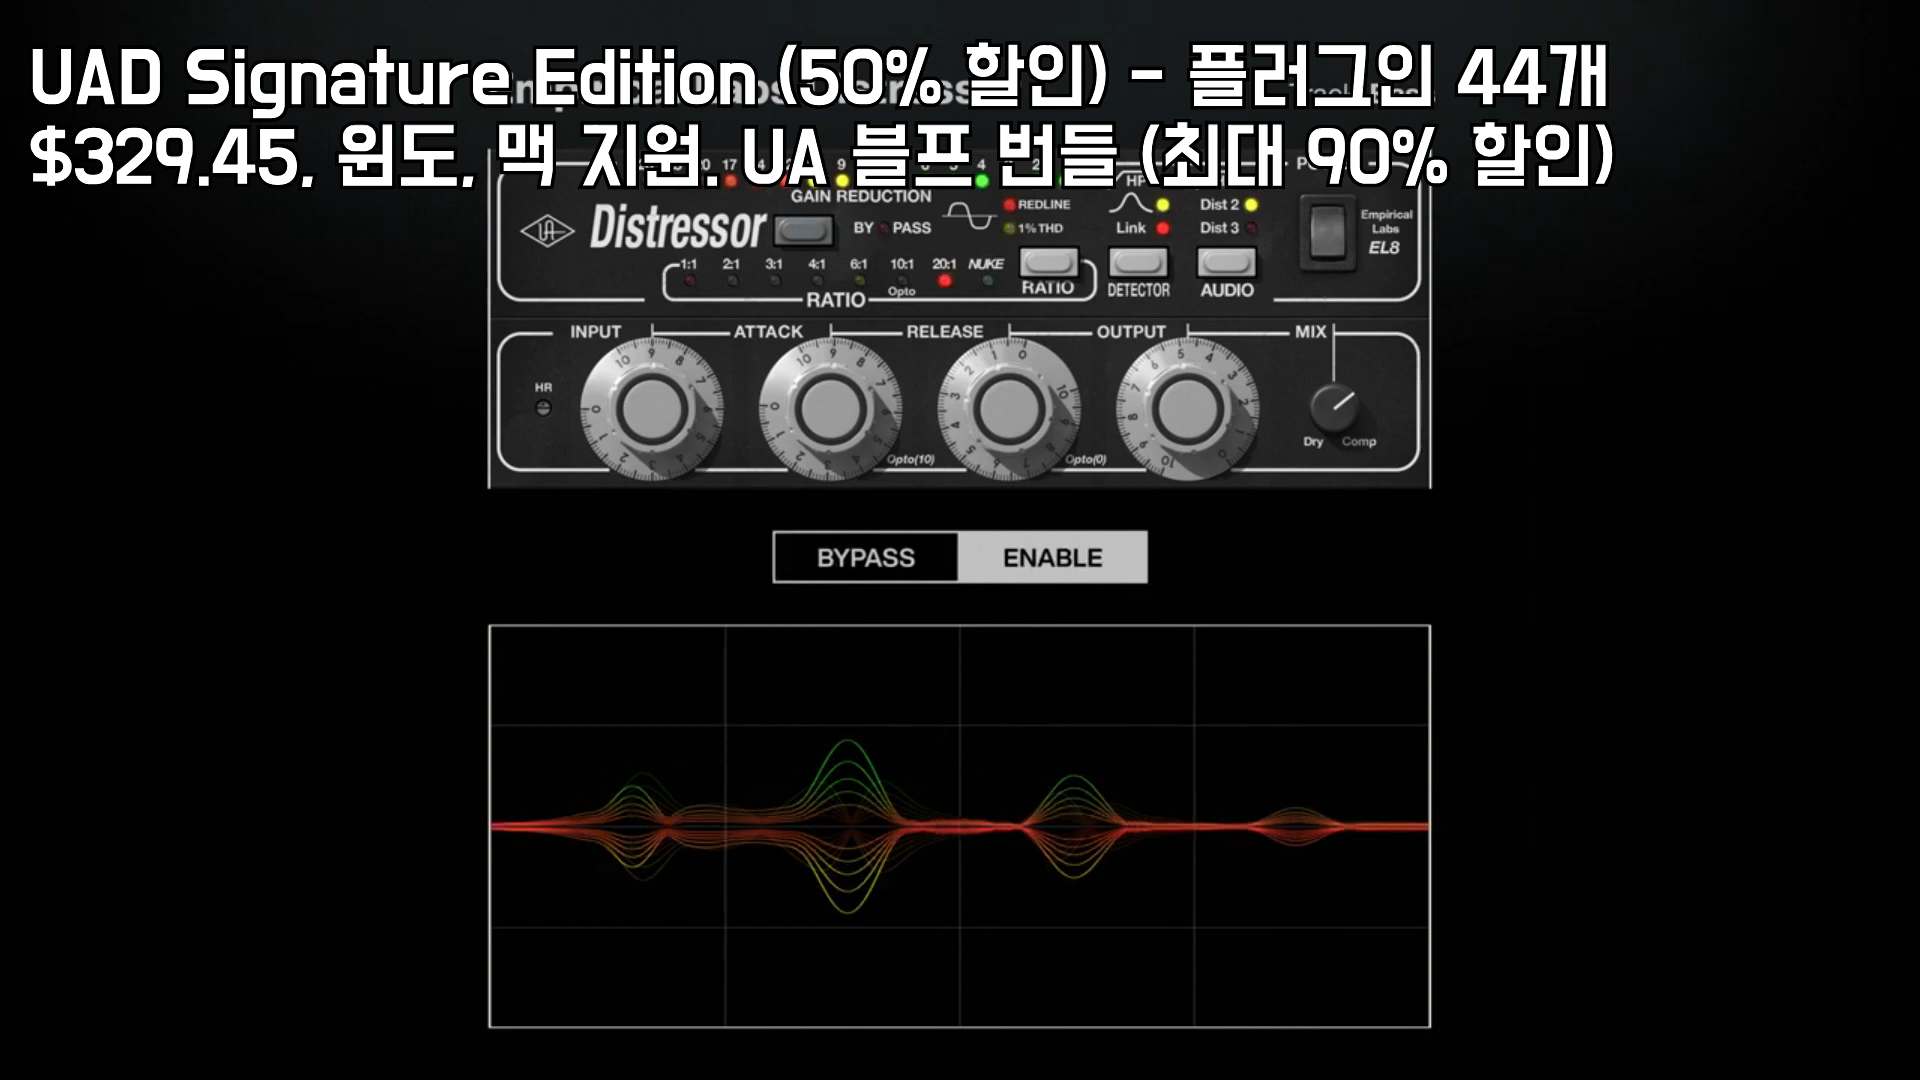 UAD Signature Edition (50% 할인) - 플러그인 44개
$329.45, 윈도, 맥 지원. UA 블프 번들 (최대 90% 할인)
17 9 4
GAIN REDUCTION
REDLINE
Dist 2
UA Distressor BY PASS 1% THD Link Dist 3 Empirical Labs EL8
1:1 2:1 3:1 4:1 6:1 10:1 20:1 NUKE
Opto
RATIO RATIO DETECTOR AUDIO
INPUT ATTACK RELEASE OUTPUT MIX
HR
Dry Comp
Opto(10) Opto(0)
BYPASS ENABLE